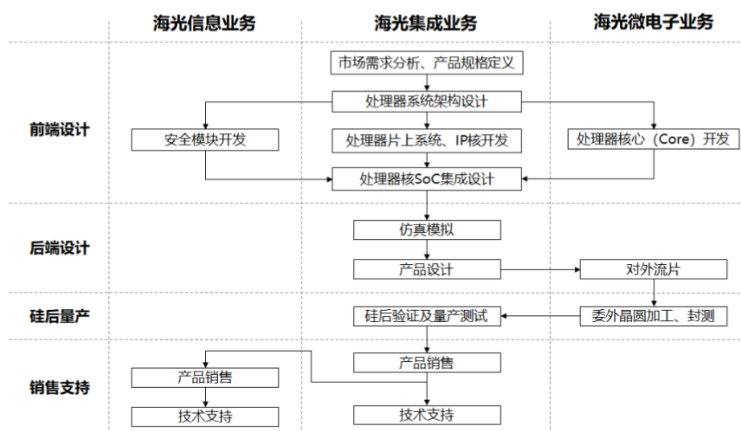 海光信息业务
海光集成业务
海光微电子业务
前端设计
市场需求分析、产品规格定义
处理器系统架构设计
安全模块开发
处理器片上系统、IP核开发
处理器核心（Core）开发
处理器核SoC集成设计
后端设计
仿真模拟
产品设计
对外流片
硅后量产
硅后验证及量产测试
委外晶圆加工、封测
销售支持
产品销售
产品销售
技术支持
技术支持